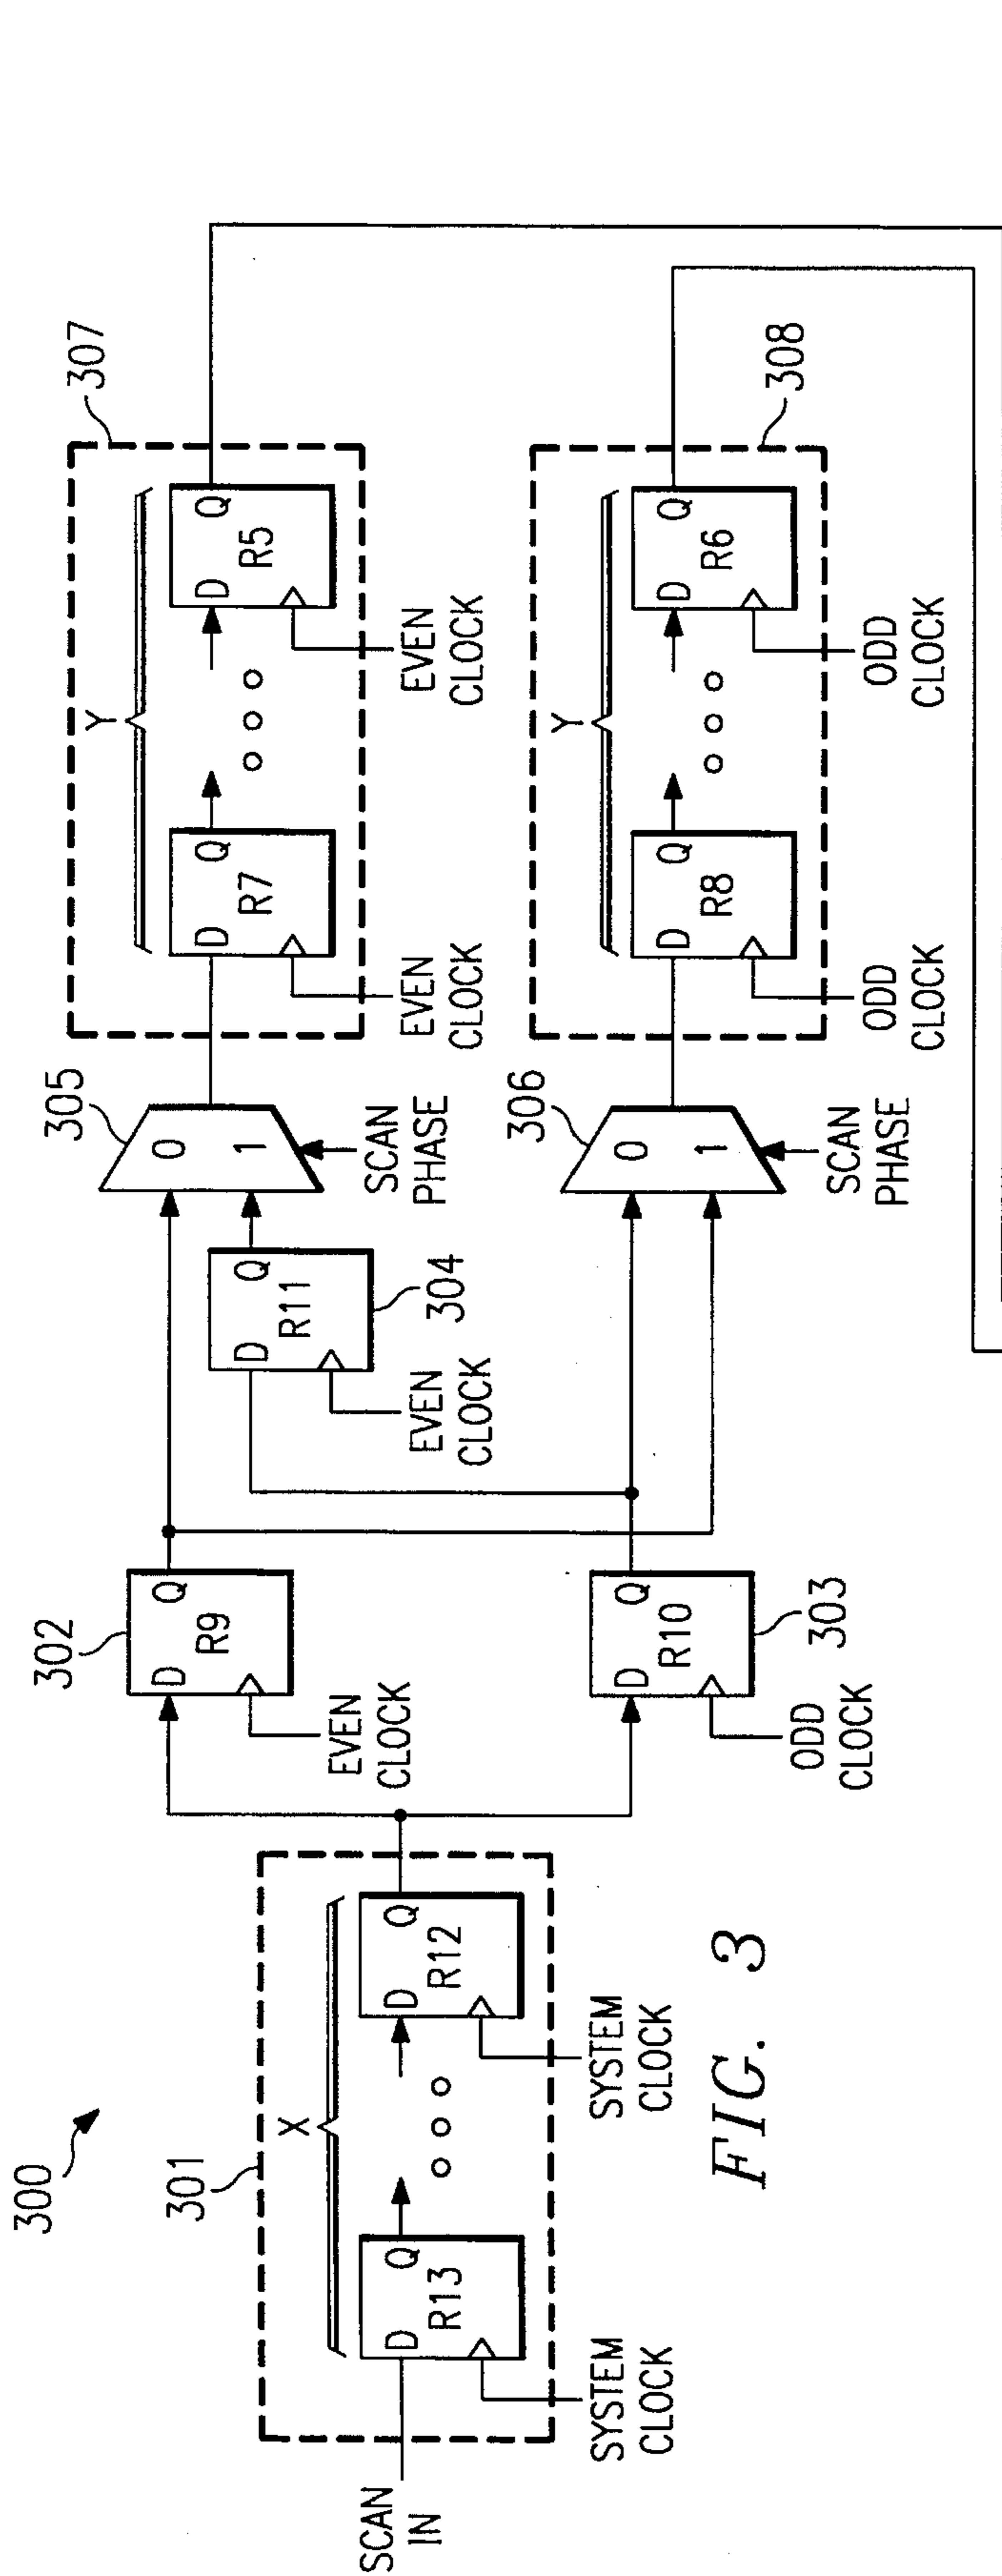 300
301
X
SCAN
IN
D
Q
R13
SYSTEM
CLOCK
D
Q
R12
SYSTEM
CLOCK
302
D
Q
R9
EVEN
CLOCK
303
D
Q
R10
ODD
CLOCK
304
D
Q
R11
EVEN
CLOCK
305
0
1
SCAN
PHASE
306
0
1
SCAN
PHASE
307
Y
D
Q
R7
EVEN
CLOCK
D
Q
R5
EVEN
CLOCK
308
Y
D
Q
R8
ODD
CLOCK
D
Q
R6
ODD
CLOCK
FIG. 3